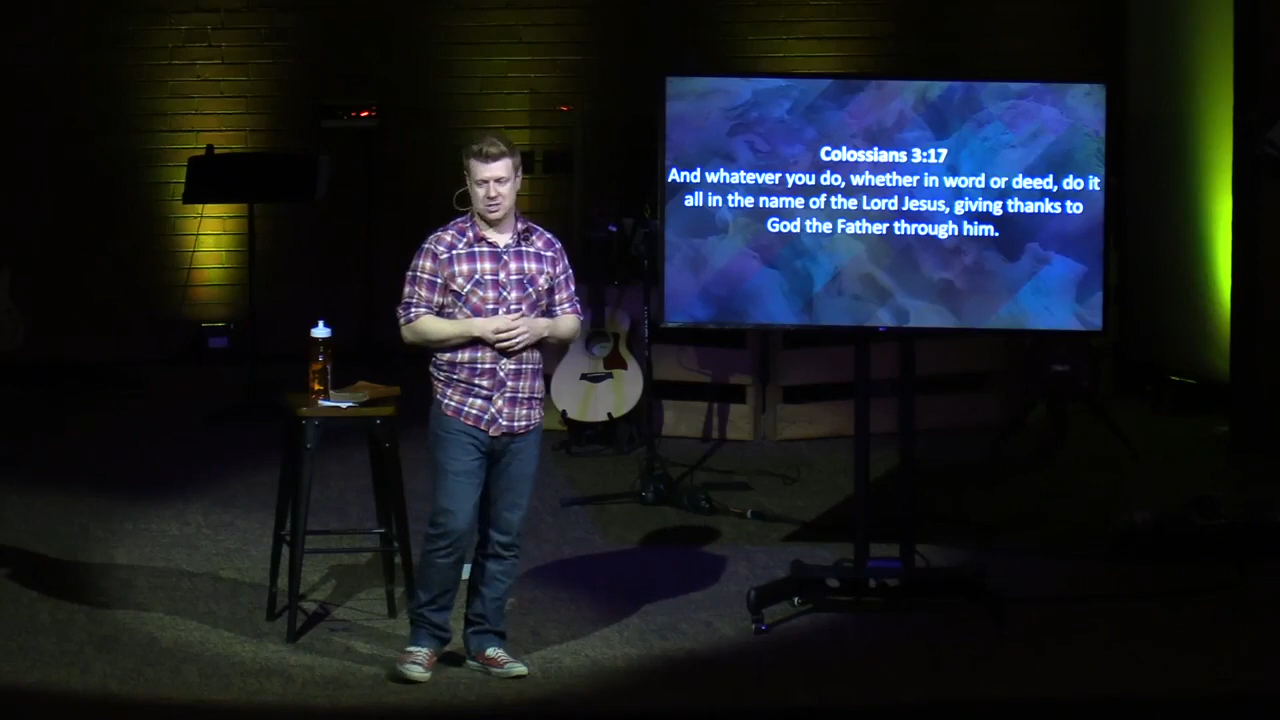 Colossians 3:17
And whatever you do, whether in word or deed, do it
all in the name of the Lord Jesus, giving thanks to
God the Father through him.